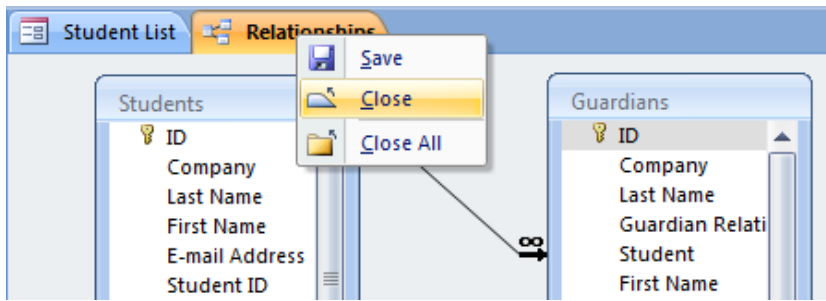 Student List Relationships
Save
Close
Close All
Students
ID
Company
Last Name
First Name
E-mail Address
Student ID
∞
Guardians
ID
Company
Last Name
Guardian Relati
Student
First Name